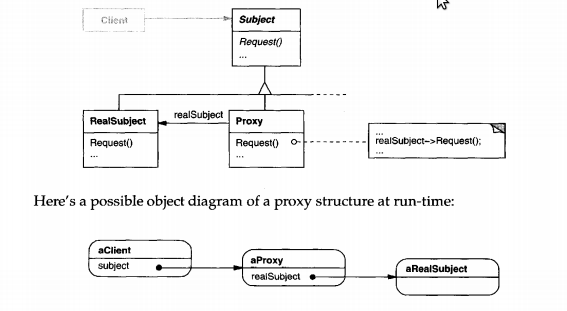 Client
Subject
Request()
...
RealSubject
realSubject
Proxy
Request()
...
Request()
...
...
realSubject->Request();
...
Here's a possible object diagram of a proxy structure at run-time:
aClient
subject
aProxy
realSubject
aRealSubject